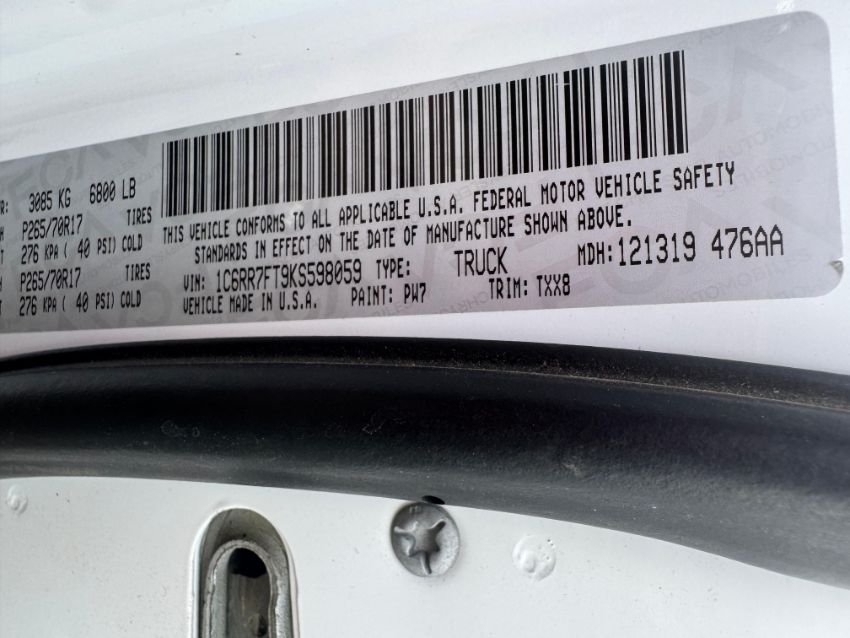 R: 3085 KG 6800 LB
P265/70R17 TIRES
276 KPA ( 40 PSI) COLD
P265/70R17 TIRES
276 KPA ( 40 PSI) COLD
THIS VEHICLE CONFORMS TO ALL APPLICABLE U.S.A. FEDERAL MOTOR VEHICLE SAFETY
STANDARDS IN EFFECT ON THE DATE OF MANUFACTURE SHOWN ABOVE.
VIN: 1C6RR7FT9KS598059 TYPE: TRUCK MDH: 121319 476AA
VEHICLE MADE IN U.S.A. PAINT: PW7 TRIM: TXX8